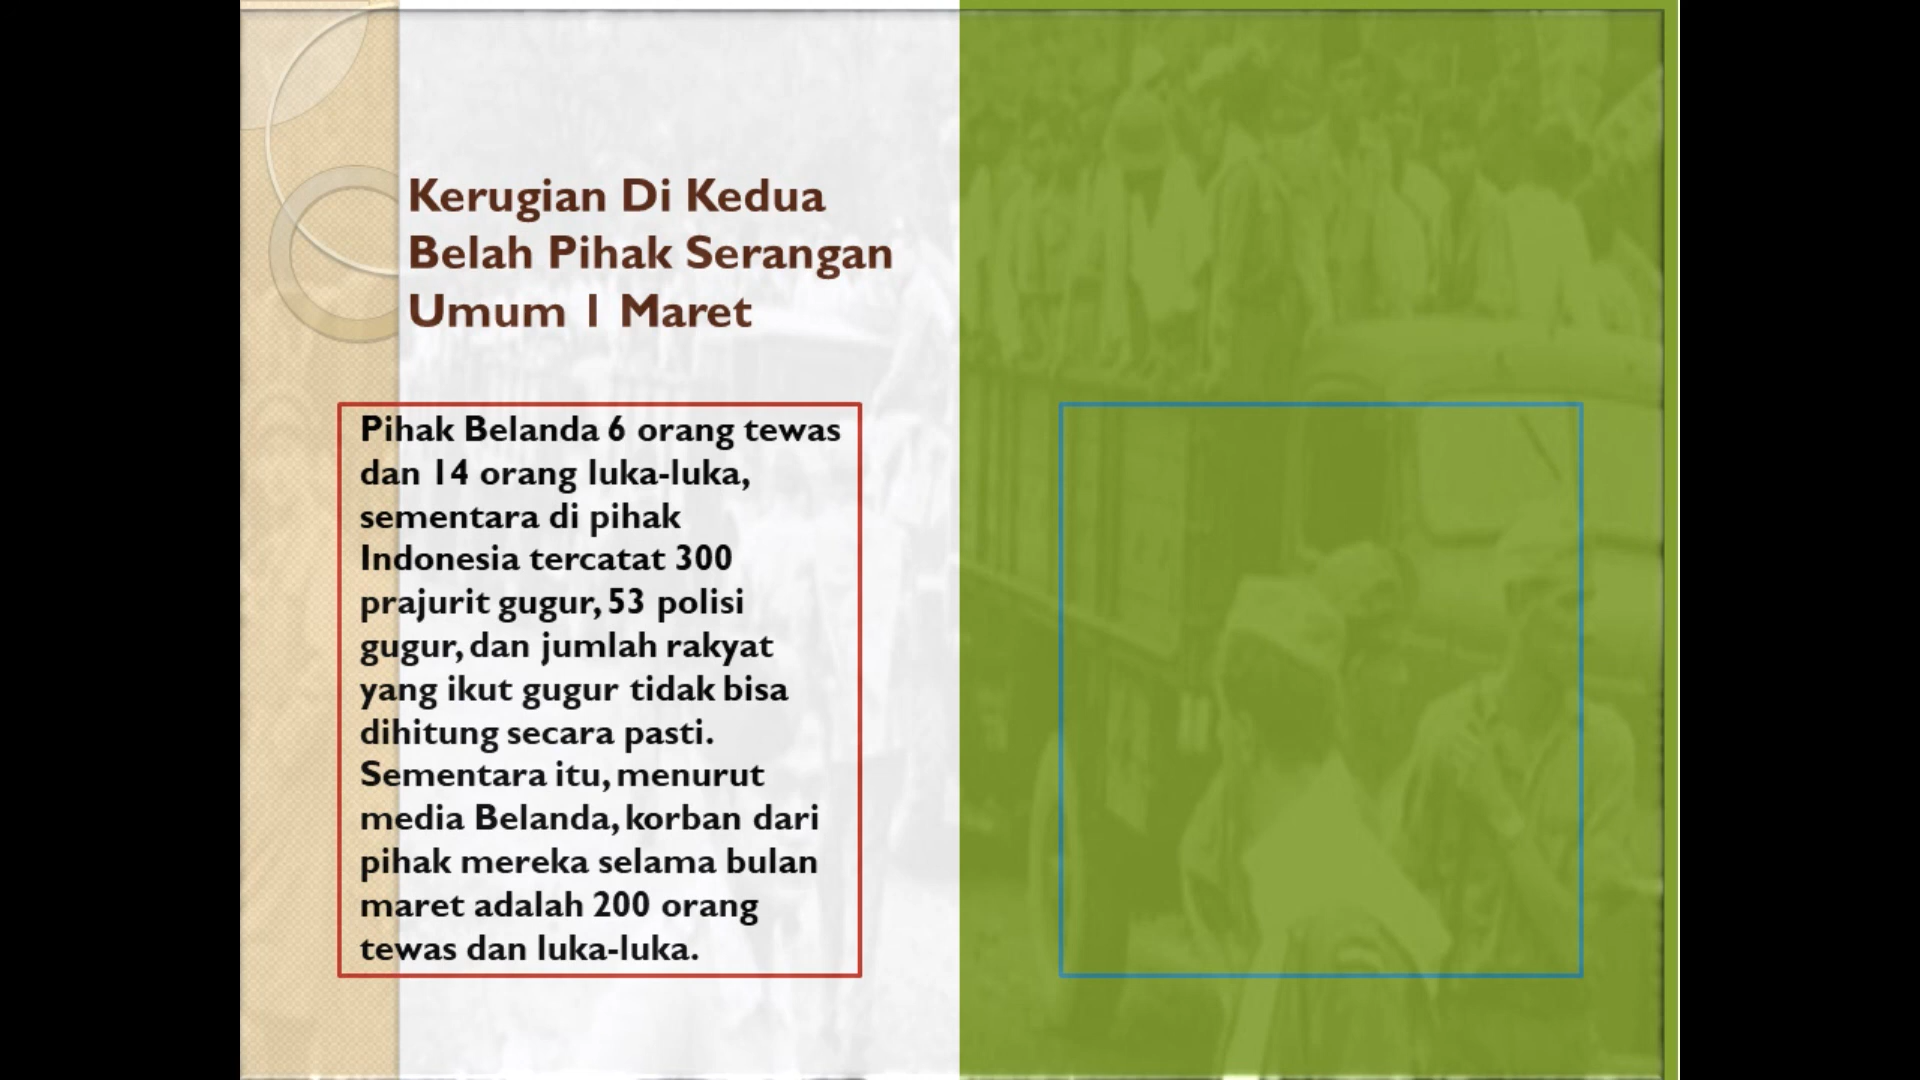 Kerugian Di Kedua
Belah Pihak Serangan
Umum 1 Maret
Pihak Belanda 6 orang tewas
dan 14 orang luka-luka,
sementara di pihak
Indonesia tercatat 300
prajurit gugur, 53 polisi
gugur, dan jumlah rakyat
yang ikut gugur tidak bisa
dihitung secara pasti.
Sementara itu, menurut
media Belanda, korban dari
pihak mereka selama bulan
maret adalah 200 orang
tewas dan luka-luka.